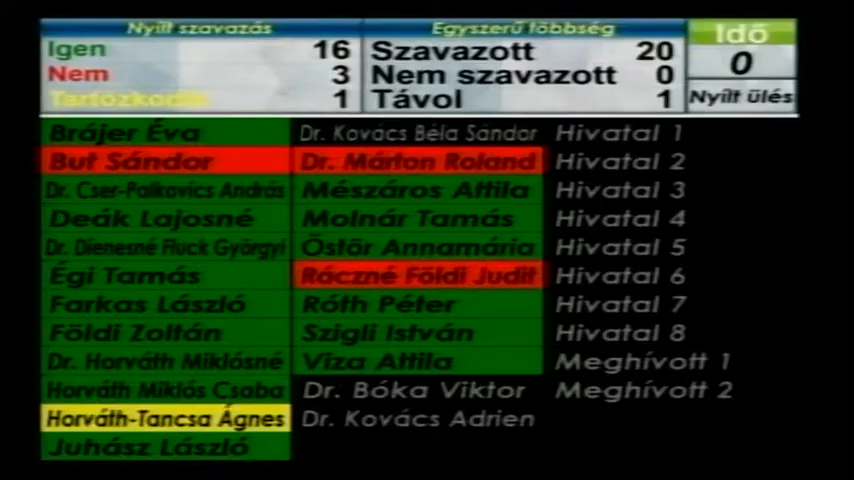 Nyílt szavazás
Egyszerű többség
Idő
Igen 16
Nem 3
Tartózkodik 1
Szavazott 20
Nem szavazott 0
Távol 1
0
Nyílt ülés
Brájer Éva
But Sándor
Dr. Cser-Palkovics András
Deák Lajosné
Dr. Dienesné Fluck Györgyi
Égi Tamás
Farkas László
Földi Zoltán
Dr. Horváth Miklósné
Horváth Miklós Csaba
Horváth-Tancsa Ágnes
Juhász László
Dr. Kovács Béla Sándor
Dr. Márton Roland
Mészáros Attila
Molnár Tamás
Östör Annamária
Ráczné Földi Judit
Róth Péter
Szigli István
Viza Attila
Dr. Bóka Viktor
Dr. Kovács Adrien
Hivatal 1
Hivatal 2
Hivatal 3
Hivatal 4
Hivatal 5
Hivatal 6
Hivatal 7
Hivatal 8
Meghívott 1
Meghívott 2